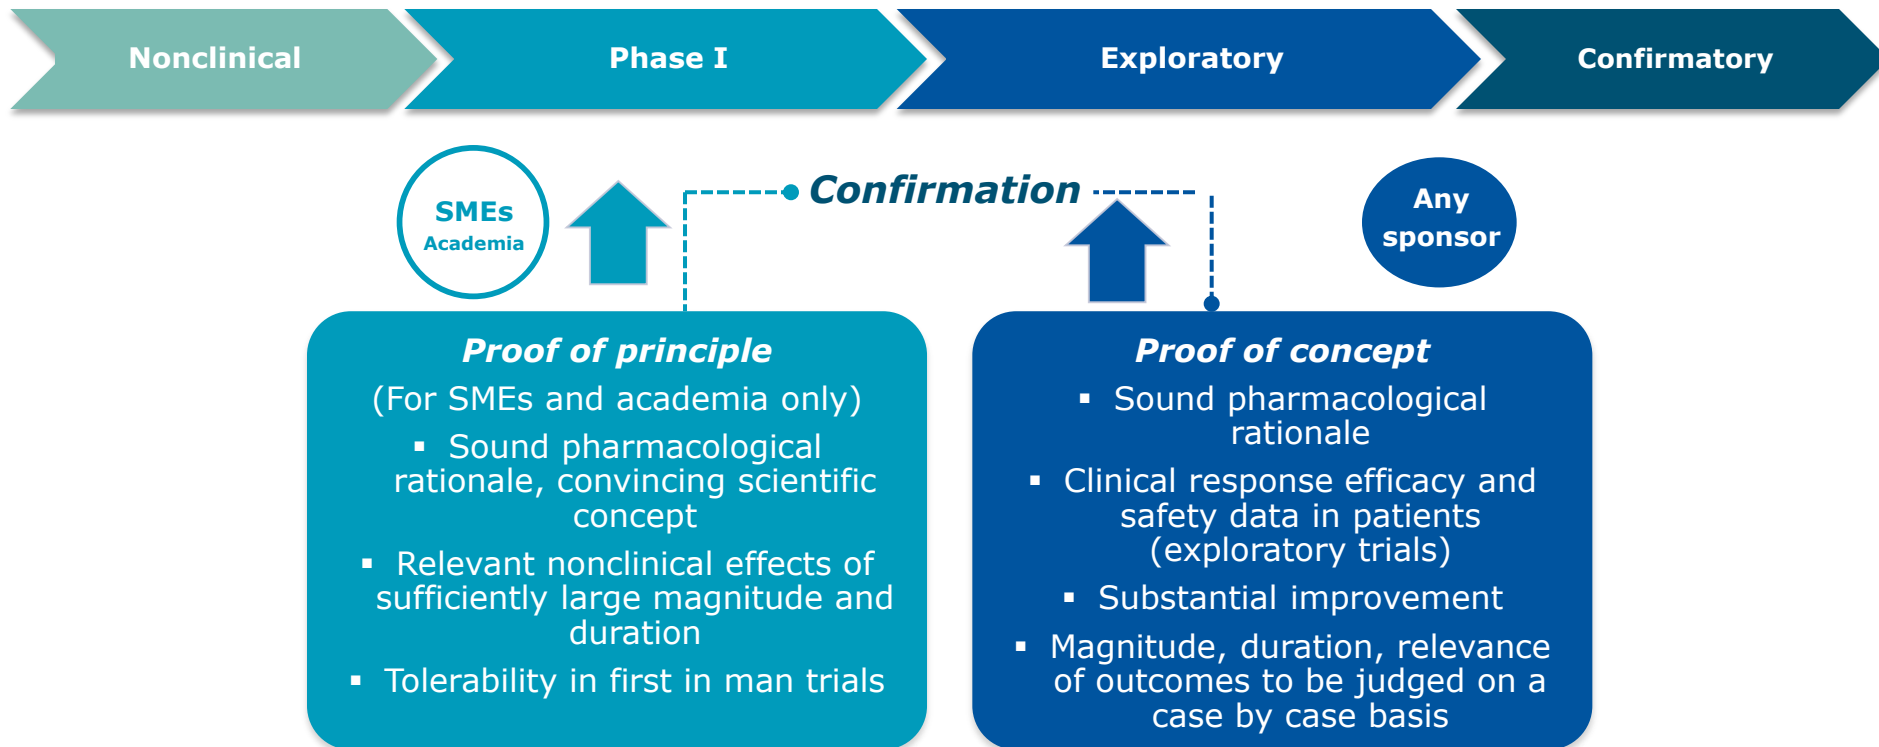 Nonclinical
Phase I
Exploratory
Confirmatory
SMEs
Academia
Confirmation
Any
sponsor
Proof of principle
(For SMEs and academia only)
▪ Sound pharmacological
rationale, convincing scientific
concept
▪ Relevant nonclinical effects of
sufficiently large magnitude and
duration
▪ Tolerability in first in man trials
Proof of concept
▪ Sound pharmacological
rationale
▪ Clinical response efficacy and
safety data in patients
(exploratory trials)
▪ Substantial improvement
▪ Magnitude, duration, relevance
of outcomes to be judged on a
case by case basis